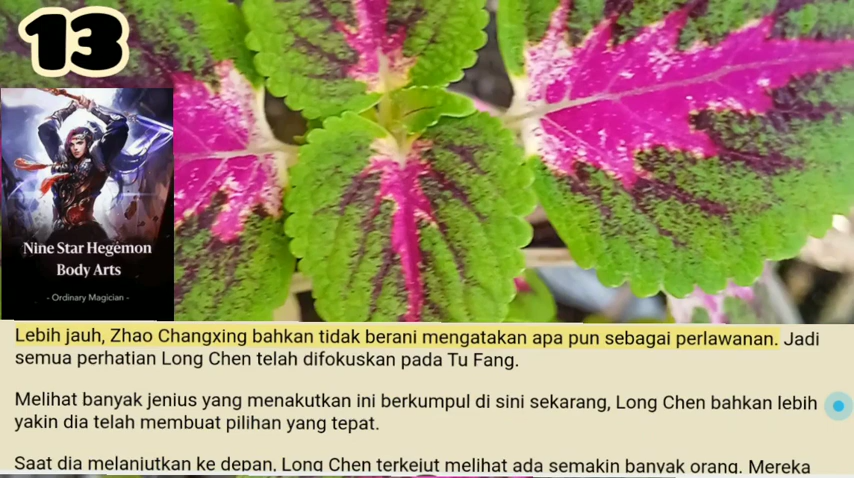 13
Nine Star Hegemon
Body Arts
- Ordinary Magician -
Lebih jauh, Zhao Changxing bahkan tidak berani mengatakan apa pun sebagai perlawanan. Jadi
semua perhatian Long Chen telah difokuskan pada Tu Fang.
Melihat banyak jenius yang menakutkan ini berkumpul di sini sekarang, Long Chen bahkan lebih
yakin dia telah membuat pilihan yang tepat.
Saat dia melanjutkan ke depan, Long Chen terkejut melihat ada semakin banyak orang. Mereka